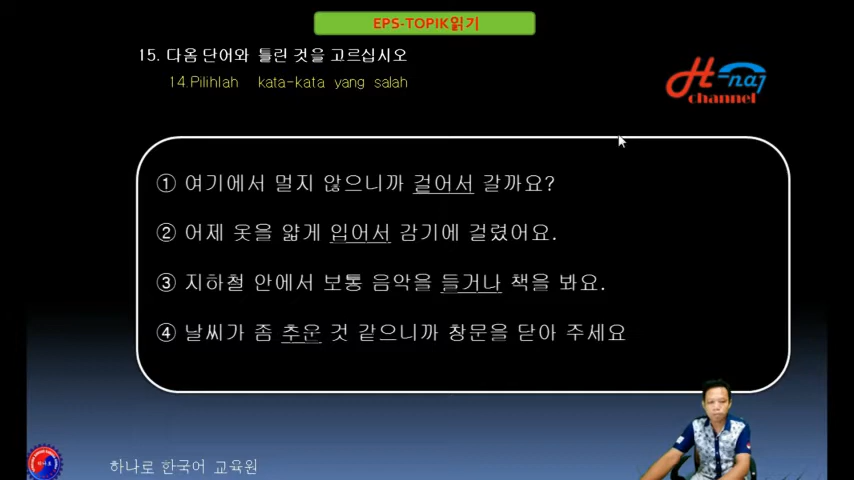 EPS-TOPIK읽기
15. 다옴 단어와 틀린 것을 고르십시오
14.Pilihlah kata-kata yang salah
H-naj
channel
① 여기에서 멀지 않으니까 걸어서 갈까요?
② 어제 옷을 얇게 입어서 감기에 걸렸어요.
③ 지하철 안에서 보통 음악을 들거나 책을 봐요.
④ 날씨가 좀 추운 것 같으니까 창문을 닫아 주세요
하나로 한국어 교육원